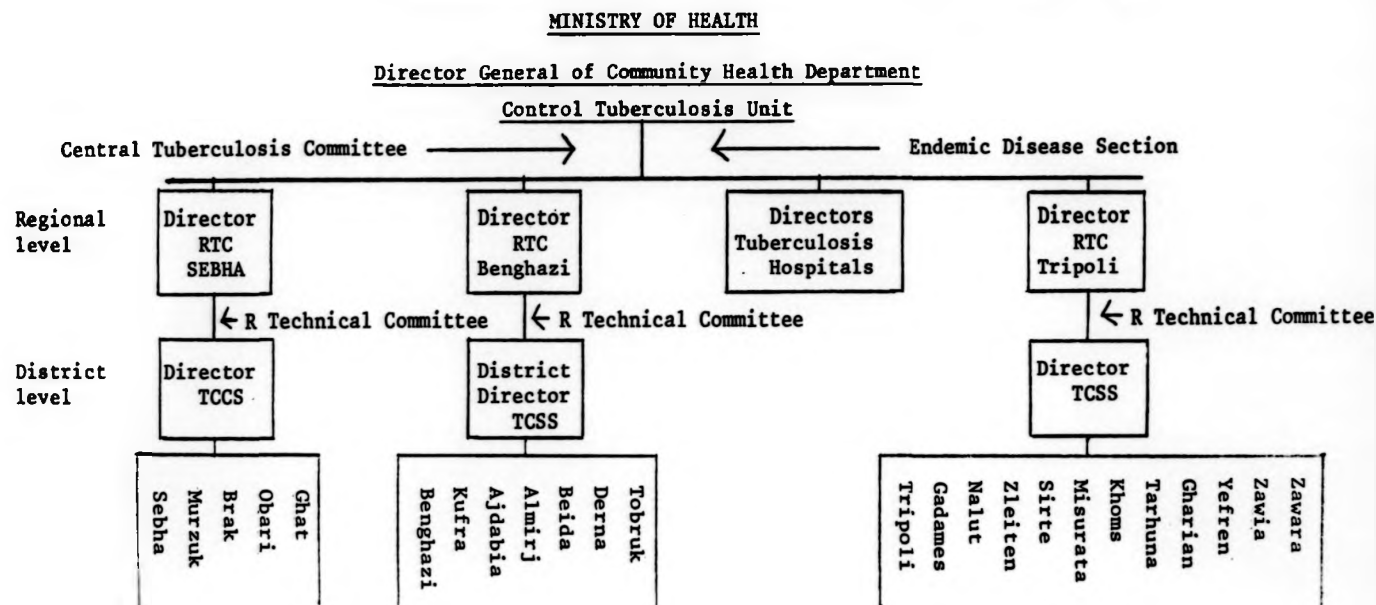 MINISTRY OF HEALTH
Director General of Community Health Department
Control Tuberculosis Unit
Central Tuberculosis Committee
Endemic Disease Section
Regional
level
Director
RTC
SEBHA
Director
RTC
Benghazi
Directors
Tuberculosis
Hospitals
Director
RTC
Tripoli
R Technical Committee
R Technical Committee
R Technical Committee
District
level
Director
TCCS
District
Director
TCSS
Director
TCSS
Sebha
Murzuk
Brak
Obari
Ghat
Benghazi
Kufra
Ajdabia
Almirj
Beida
Derna
Tobruk
Tripoli
Gadames
Nalut
Zleiten
Sirte
Misurata
Khoms
Tarhuna
Gharian
Yefren
Zawia
Zawara